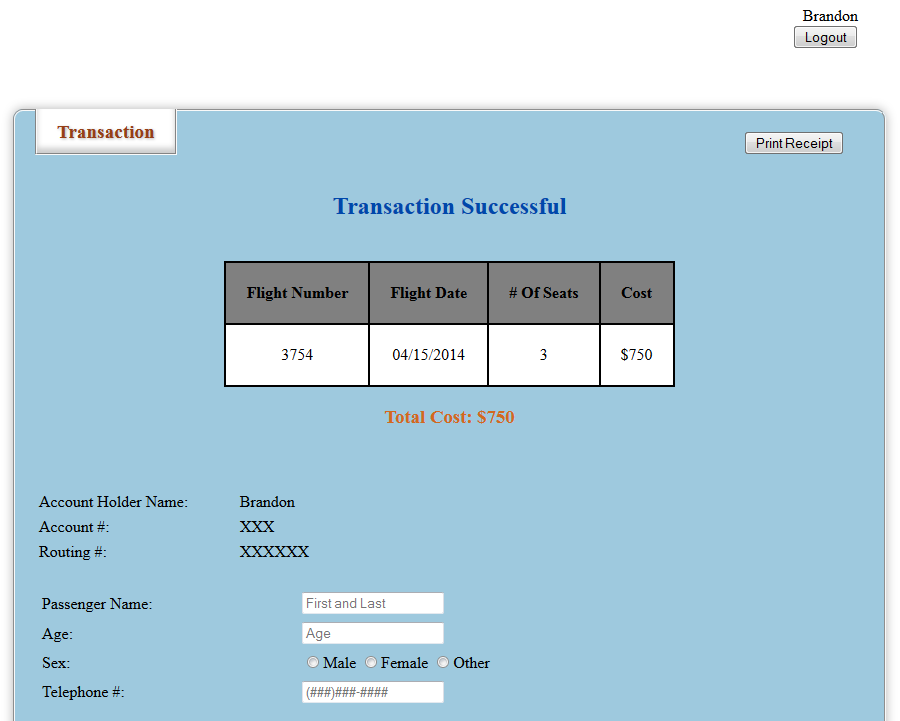 Brandon
Logout
Transaction
Print Receipt
Transaction Successful
Flight Number Flight Date # Of Seats Cost
3754 04/15/2014 3 $750
Total Cost: $750
Account Holder Name: Brandon
Account #: XXX
Routing #: XXXXXX
Passenger Name: First and Last
Age: Age
Sex: Male Female Other
Telephone #: (###)###-####